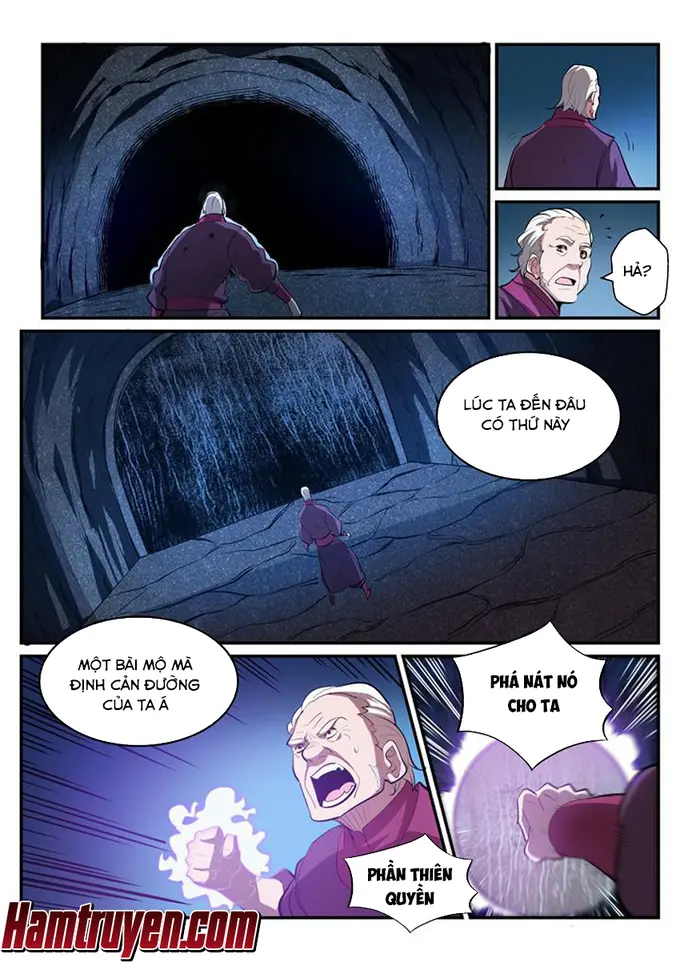 HẢ?
LÚC TA ĐẾN ĐÂU
CÓ THỨ NÀY
MỘT BÀI MỘ MÀ
ĐỊNH CẢN ĐƯỜNG
CỦA TA Á
PHÁ NÁT NÓ
CHO TA
PHẦN THIÊN
QUYỀN
Hamtruyen.com